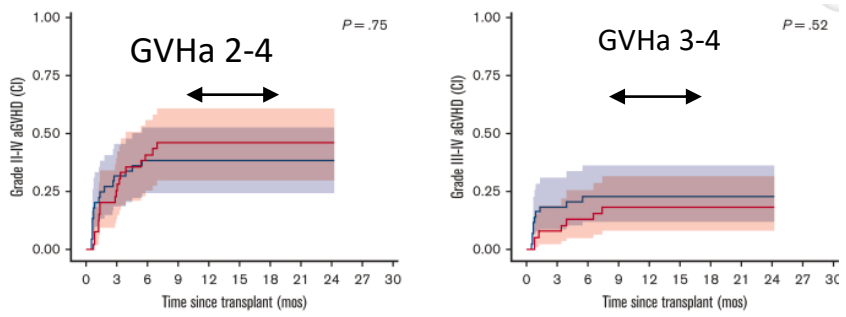 P = .75
GVHa 2-4
Grade II-IV aGVHD (CI)
1.00
0.75
0.50
0.25
0.00
0 3 6 9 12 15 18 21 24 27 30
Time since transplant (mos)
P = .52
GVHa 3-4
Grade III-IV aGVHD (CI)
1.00
0.75
0.50
0.25
0.00
0 3 6 9 12 15 18 21 24 27 30
Time since transplant (mos)